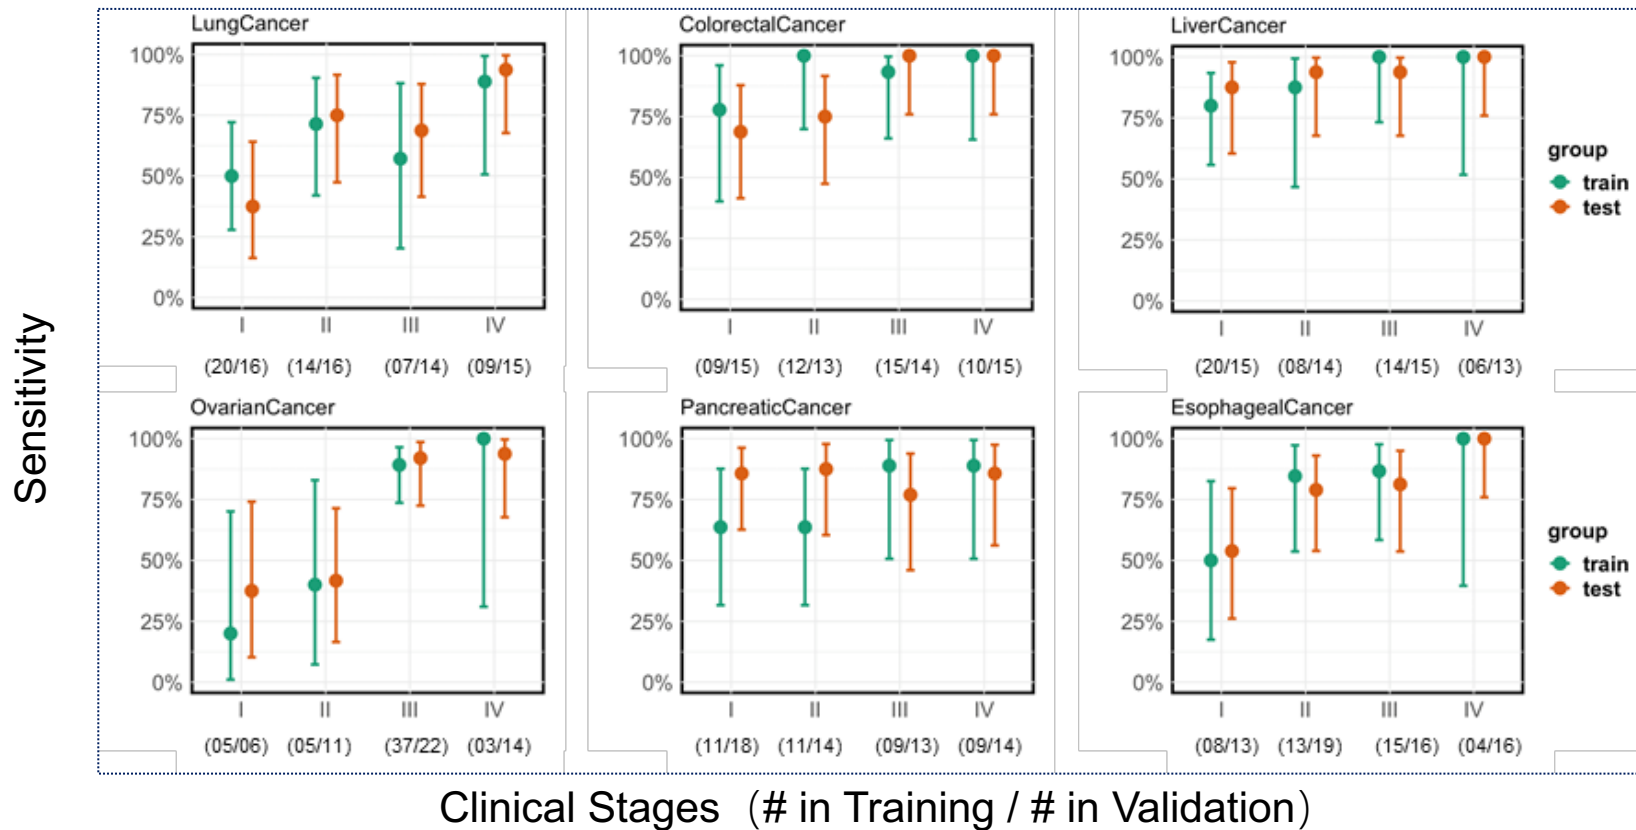 LungCancer
100%
75%
50%
25%
0%
I II III IV
(20/16) (14/16) (07/14) (09/15)
ColorectalCancer
100%
75%
50%
25%
0%
I II III IV
(09/15) (12/13) (15/14) (10/15)
LiverCancer
100%
75%
50%
25%
0%
I II III IV
(20/15) (08/14) (14/15) (06/13)
group
train
test
Sensitivity
OvarianCancer
100%
75%
50%
25%
0%
I II III IV
(05/06) (05/11) (37/22) (03/14)
PancreaticCancer
100%
75%
50%
25%
0%
I II III IV
(11/18) (11/14) (09/13) (09/14)
EsophagealCancer
100%
75%
50%
25%
0%
I II III IV
(08/13) (13/19) (15/16) (04/16)
group
train
test
Clinical Stages（# in Training / # in Validation）